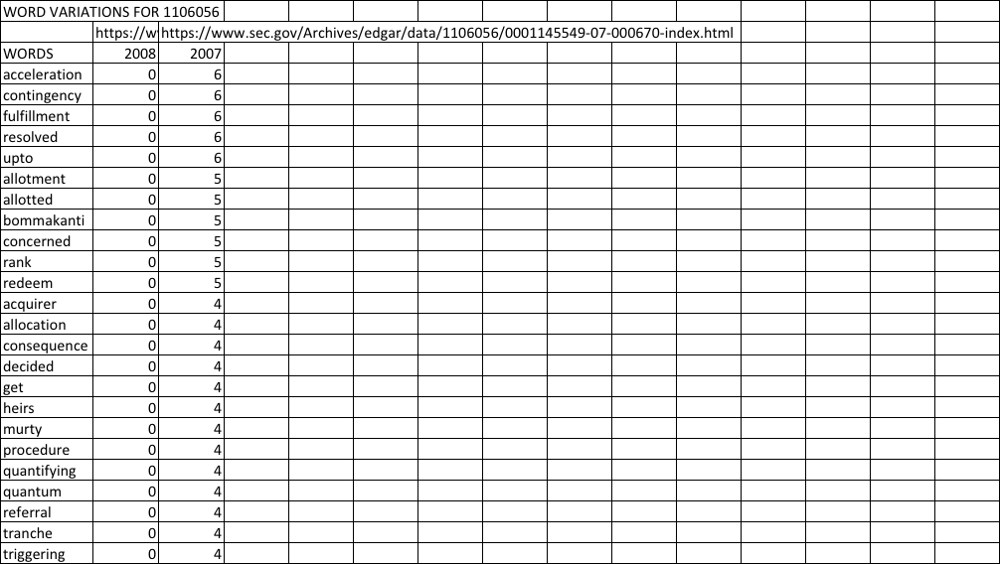 WORD VARIATIONS FOR 1106056
https://w https://www.sec.gov/Archives/edgar/data/1106056/0001145549-07-000670-index.html
WORDS 2008 2007
acceleration 0 6
contingency 0 6
fulfillment 0 6
resolved 0 6
upto 0 6
allotment 0 5
allotted 0 5
bommakanti 0 5
concerned 0 5
rank 0 5
redeem 0 5
acquirer 0 4
allocation 0 4
consequence 0 4
decided 0 4
get 0 4
heirs 0 4
murty 0 4
procedure 0 4
quantifying 0 4
quantum 0 4
referral 0 4
tranche 0 4
triggering 0 4